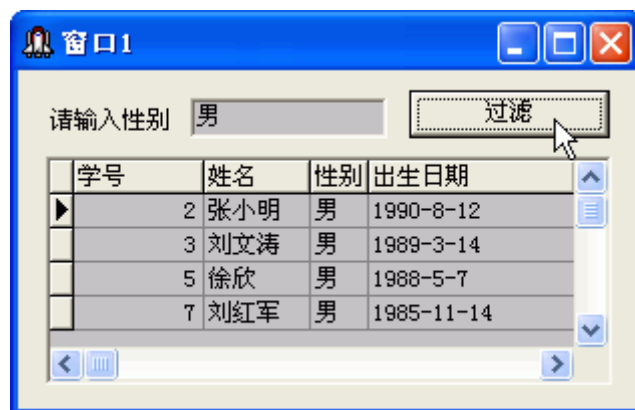 窗口1
请输入性别 男 过滤
学号 姓名 性别 出生日期
2 张小明 男 1990-8-12
3 刘文涛 男 1989-3-14
5 徐欣 男 1988-5-7
7 刘红军 男 1985-11-14